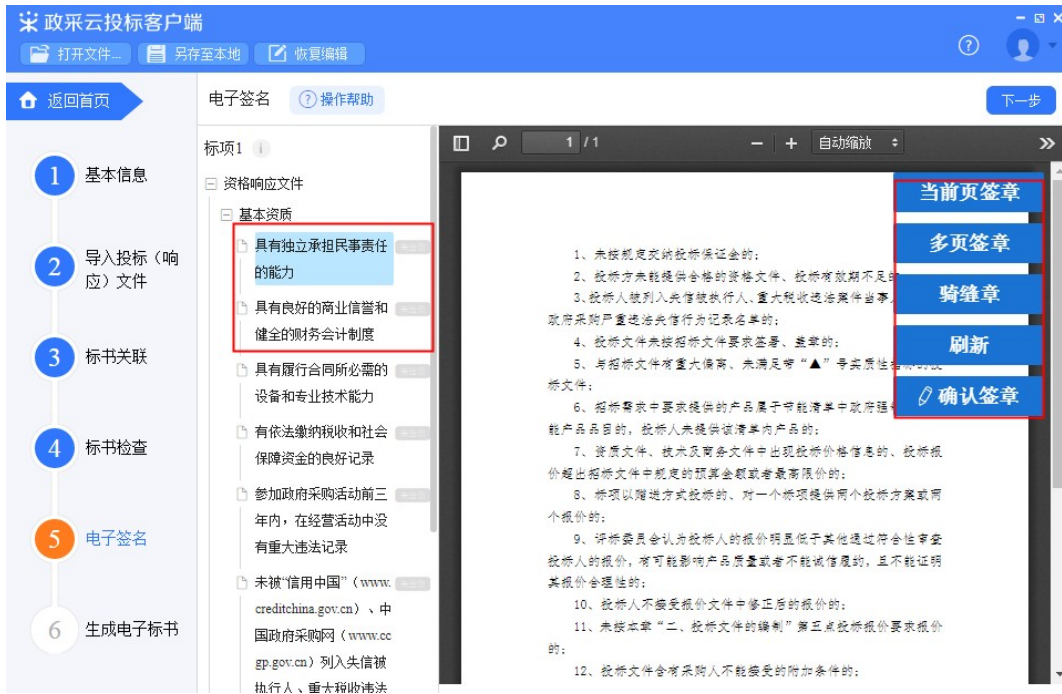 政采云投标客户端
打开文件... 另存至本地 恢复编辑
返回首页
电子签名 操作帮助 下一步
1 基本信息
2 导入投标（响
应）文件
3 标书关联
4 标书检查
5 电子签名
6 生成电子标书
标项1
资格响应文件
基本资质
具有独立承担民事责任
的能力
具有良好的商业信誉和
健全的财务会计制度
具有履行合同所必需的
设备和专业技术能力
有依法缴纳税收和社会
保障资金的良好记录
参加政府采购活动前三
年内，在经营活动中没
有重大违法记录
未被“信用中国”（www.
creditchina.gov.cn）、中
国政府采购网（www.cc
gp.gov.cn）列入失信被
执行人、重大税收违法
1 / 1 自动缩放
1、未按规定交纳投标保证金的；
2、投标方未能提供合格的资格文件、投标有效期不足的
3、投标人被列入失信被执行人、重大税收违法案件当事人
政府采购严重违法失信行为记录名单的；
4、投标文件未按招标文件要求签署、盖章的；
5、与招标文件有重大偏离、未满足带“▲”号实质性指标的投
标文件；
6、招标需求中要求提供的产品属于节能清单中政府强
能产品品目的，投标人未提供该清单内产品的；
7、资质文件、技术及商务文件中出现投标价格信息的、投标报
价超出招标文件中规定的预算金额或者最高限价的；
8、标项以赠送方式投标的、对一个标项提供两个投标方案或两
个报价的；
9、评标委员会认为投标人的报价明显低于其他通过符合性审查
投标人的报价，有可能影响产品质量或者不能诚信履约，且不能证明
其报价合理性的；
10、投标人不接受报价文件中修正后的报价的；
11、未按本章“二、投标文件的编制”第五点投标报价要求报价
的；
12、投标文件含有采购人不能接受的附加条件的；
当前页签章
多页签章
骑缝章
刷新
确认签章